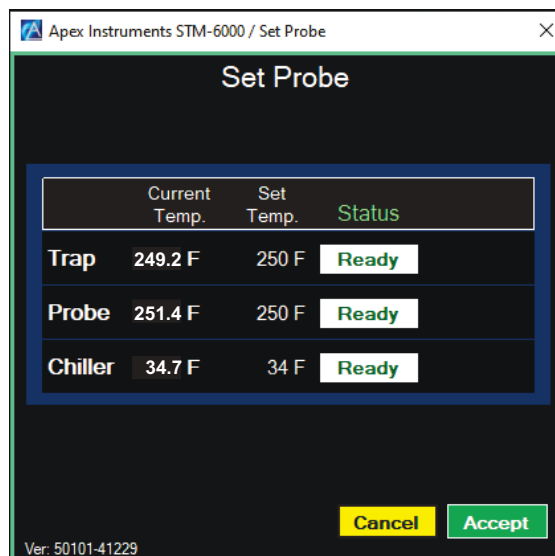 Apex Instruments STM-6000 / Set Probe
Set Probe
Current Temp. Set Temp. Status
Trap 249.2 F 250 F Ready
Probe 251.4 F 250 F Ready
Chiller 34.7 F 34 F Ready
Cancel Accept
Ver: 50101-41229